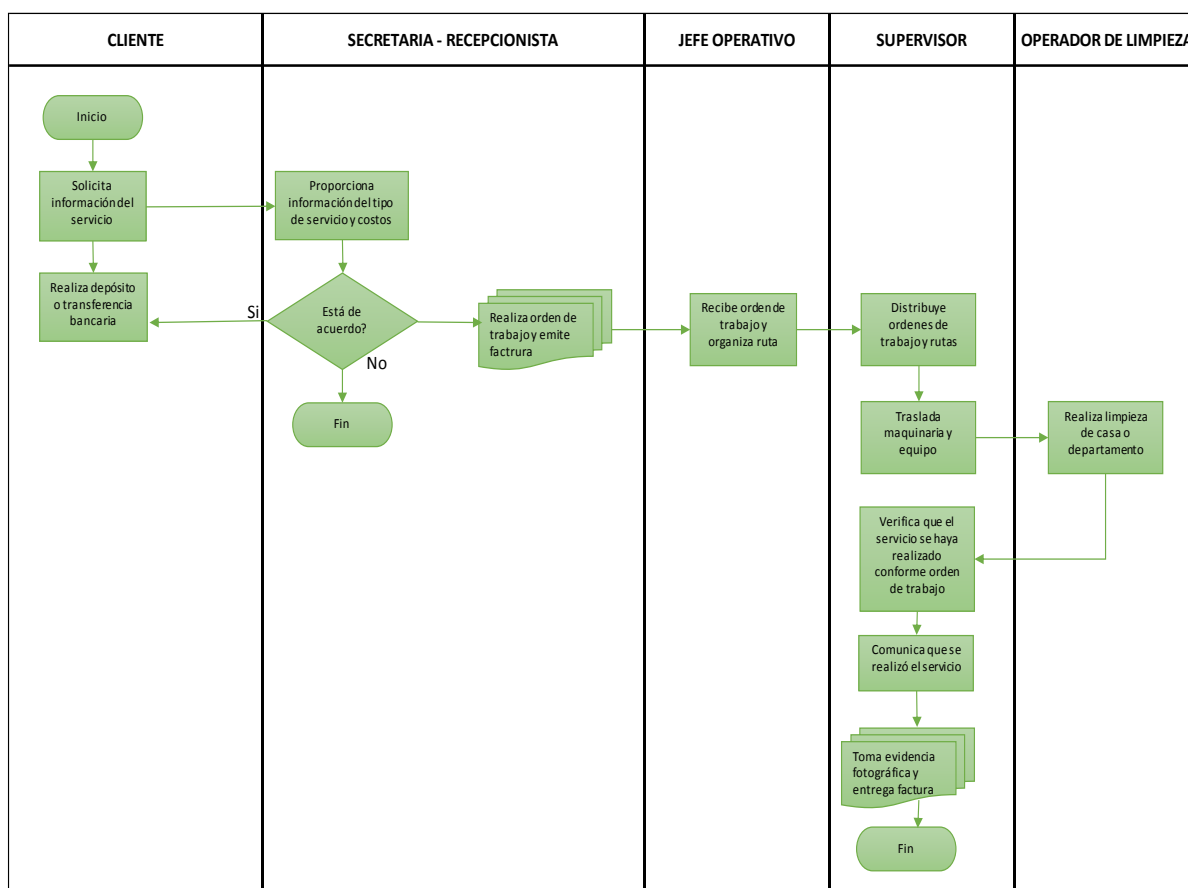 CLIENTE
SECRETARIA - RECEPCIONISTA
JEFE OPERATIVO
SUPERVISOR
OPERADOR DE LIMPIEZA
Inicio
Solicita
información del
servicio
Proporciona
información del tipo
de servicio y costos
Realiza depósito
o transferencia
bancaria
Si
Está de
acuerdo?
No
Fin
Realiza orden de
trabajo y emite
factrura
Recibe orden de
trabajo y
organiza ruta
Distribuye
ordenes de
trabajo y rutas
Traslada
maquinaria y
equipo
Realiza limpieza
de casa o
departamento
Verifica que el
servicio se haya
realizado
conforme orden
de trabajo
Comunica que se
realizó el servicio
Toma evidencia
fotográfica y
entrega factura
Fin